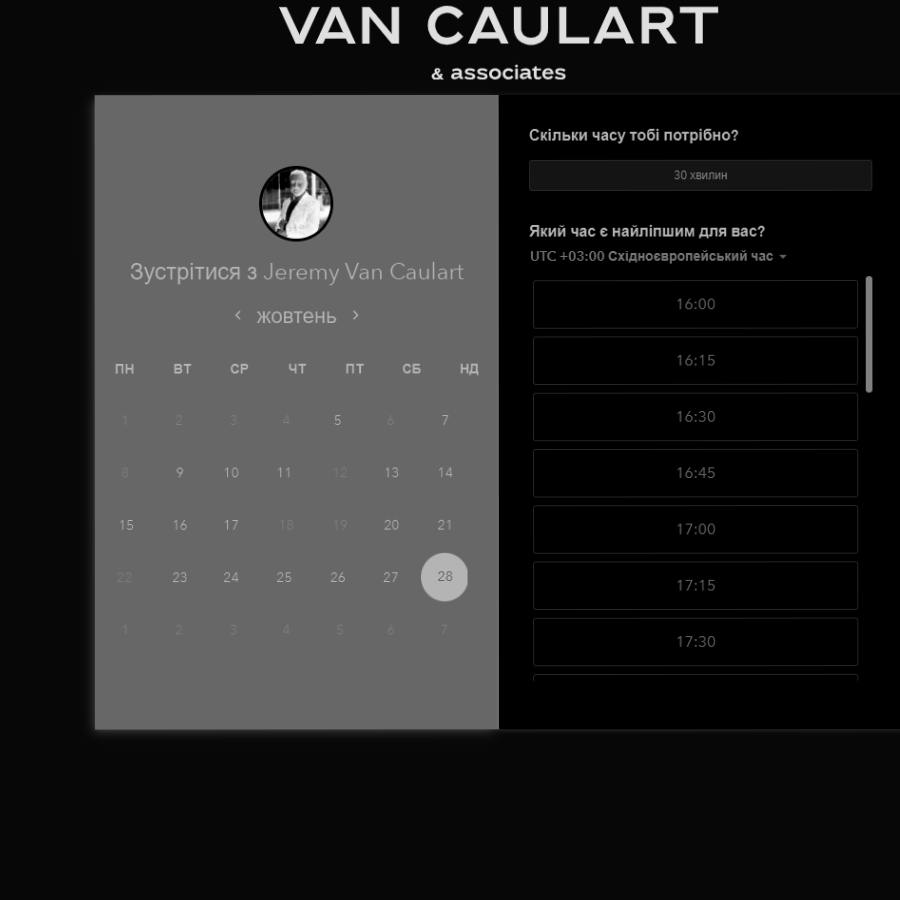 VAN CAULART
& associates
Зустрітися з Jeremy Van Caulart
< жовтень >
ПН ВТ СР ЧТ ПТ СБ НД
1 2 3 4 5 6 7
8 9 10 11 12 13 14
15 16 17 18 19 20 21
22 23 24 25 26 27 28
1 2 3 4 5 6 7
Скільки часу тобі потрібно?
30 хвилин
Який час є найліпшим для вас?
UTC +03:00 Східноєвропейський час
16:00
16:15
16:30
16:45
17:00
17:15
17:30